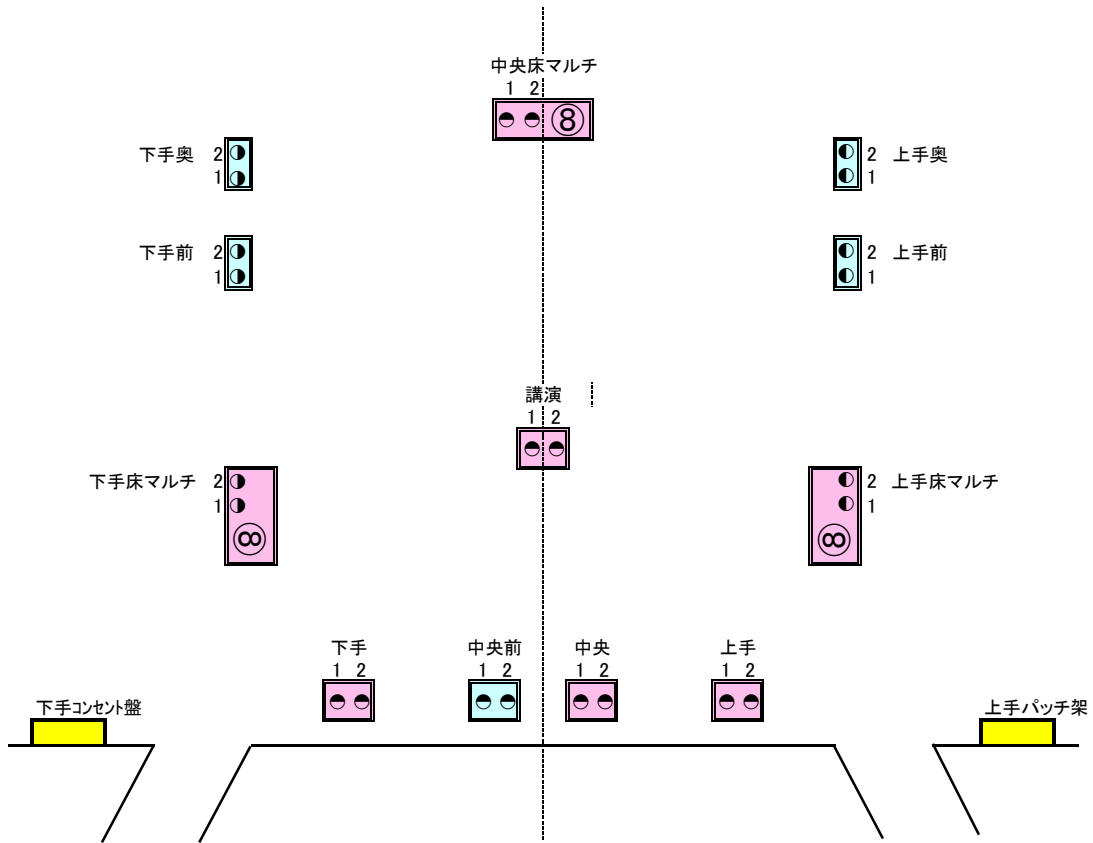 中央床マルチ
1 2
8
下手奥 2
1
2 上手奥
1
下手前 2
1
2 上手前
1
講演
1 2
下手床マルチ 2
1
8
2 上手床マルチ
1
8
下手
1 2
中央前
1 2
中央
1 2
上手
1 2
下手コンセント盤
上手パッチ架